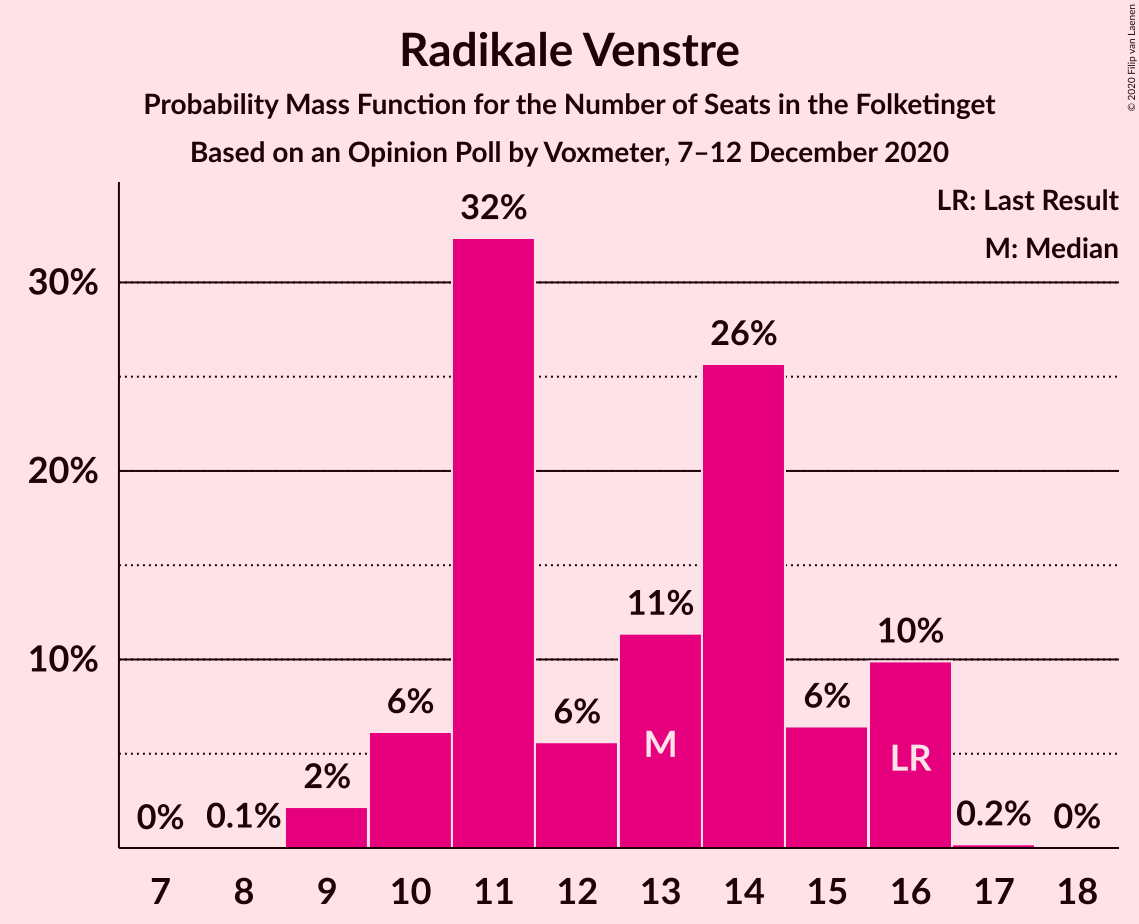 Radikale Venstre
Probability Mass Function for the Number of Seats in the Folketinget
Based on an Opinion Poll by Voxmeter, 7–12 December 2020
© 2020 Filip van Laenen
LR: Last Result
M: Median
30%
20%
10%
0%
0.1%
2%
6%
32%
6%
11%
26%
6%
10%
0.2%
0%
M
LR
7 8 9 10 11 12 13 14 15 16 17 18